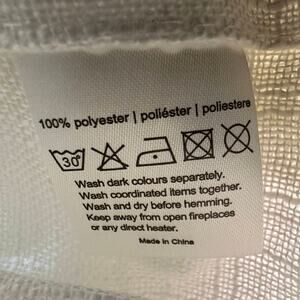 100% polyester | poliéster | poliestere
30°
Wash dark colours separately.
Wash coordinated items together.
Wash and dry before hemming.
Keep away from open fireplaces
or any direct heater.
Made in China